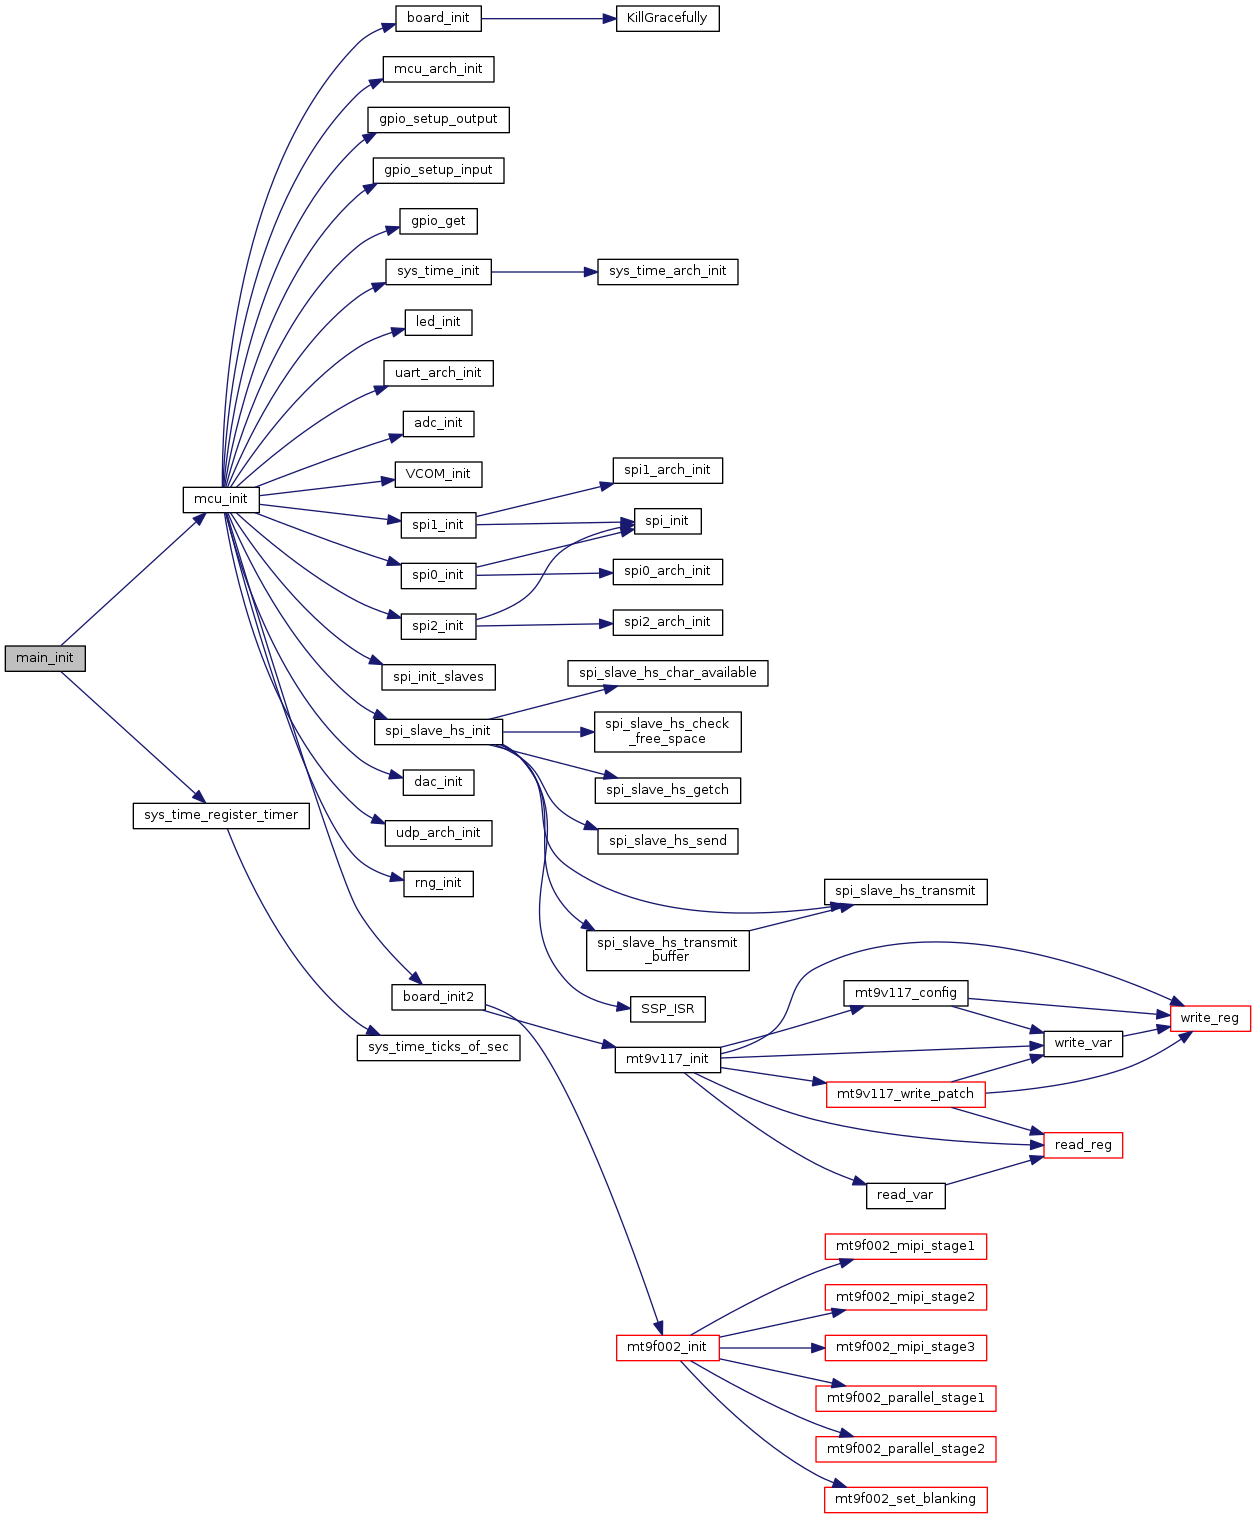 board_init
KillGracefully
mcu_arch_init
gpio_setup_output
gpio_setup_input
gpio_get
sys_time_init
sys_time_arch_init
led_init
uart_arch_init
adc_init
VCOM_init
spi1_arch_init
mcu_init
spi1_init
spi_init
spi0_init
spi0_arch_init
spi2_init
spi2_arch_init
main_init
spi_init_slaves
spi_slave_hs_char_available
spi_slave_hs_init
spi_slave_hs_check
_free_space
dac_init
spi_slave_hs_getch
sys_time_register_timer
udp_arch_init
spi_slave_hs_send
rng_init
spi_slave_hs_transmit
spi_slave_hs_transmit
_buffer
board_init2
SSP_ISR
mt9v117_config
write_reg
sys_time_ticks_of_sec
mt9v117_init
write_var
mt9v117_write_patch
read_reg
read_var
mt9f002_mipi_stage1
mt9f002_mipi_stage2
mt9f002_init
mt9f002_mipi_stage3
mt9f002_parallel_stage1
mt9f002_parallel_stage2
mt9f002_set_blanking